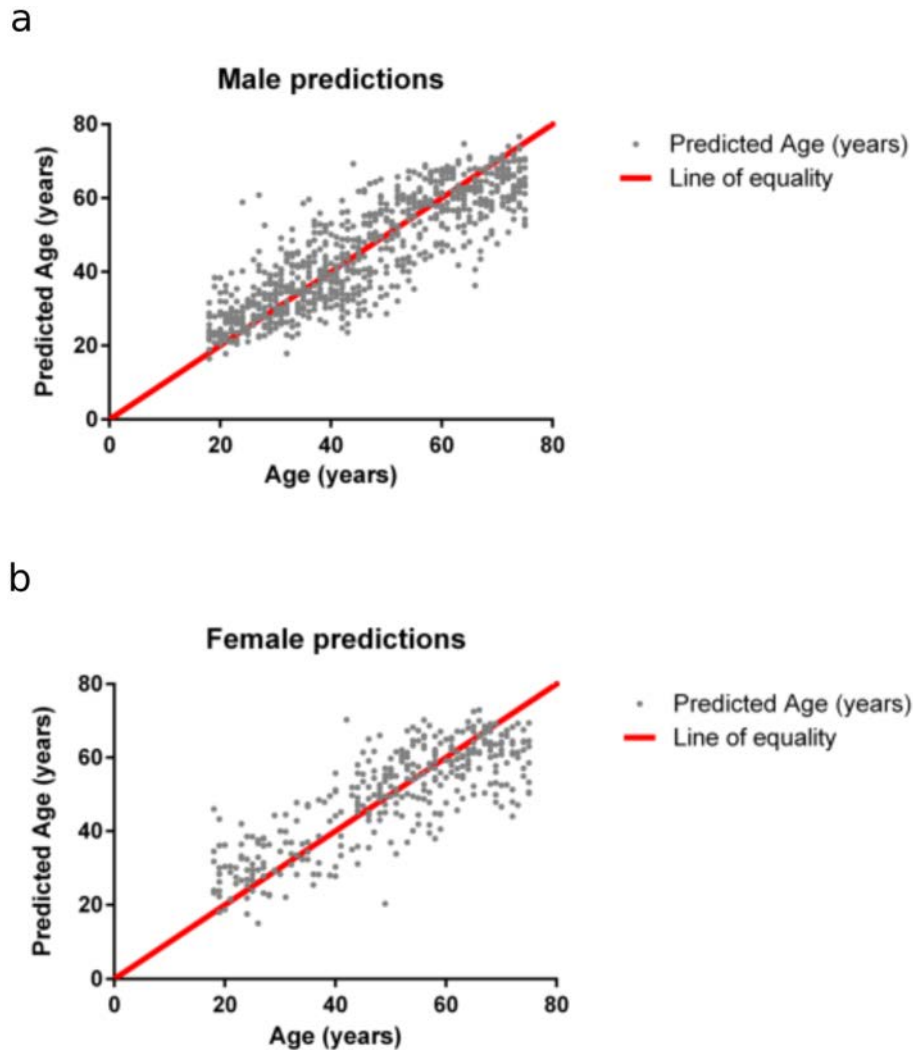 a
Male predictions
80
60
40
20
0
0 20 40 60 80
Predicted Age (years)
Age (years)
Predicted Age (years)
Line of equality
b
Female predictions
80
60
40
20
0
0 20 40 60 80
Predicted Age (years)
Age (years)
Predicted Age (years)
Line of equality